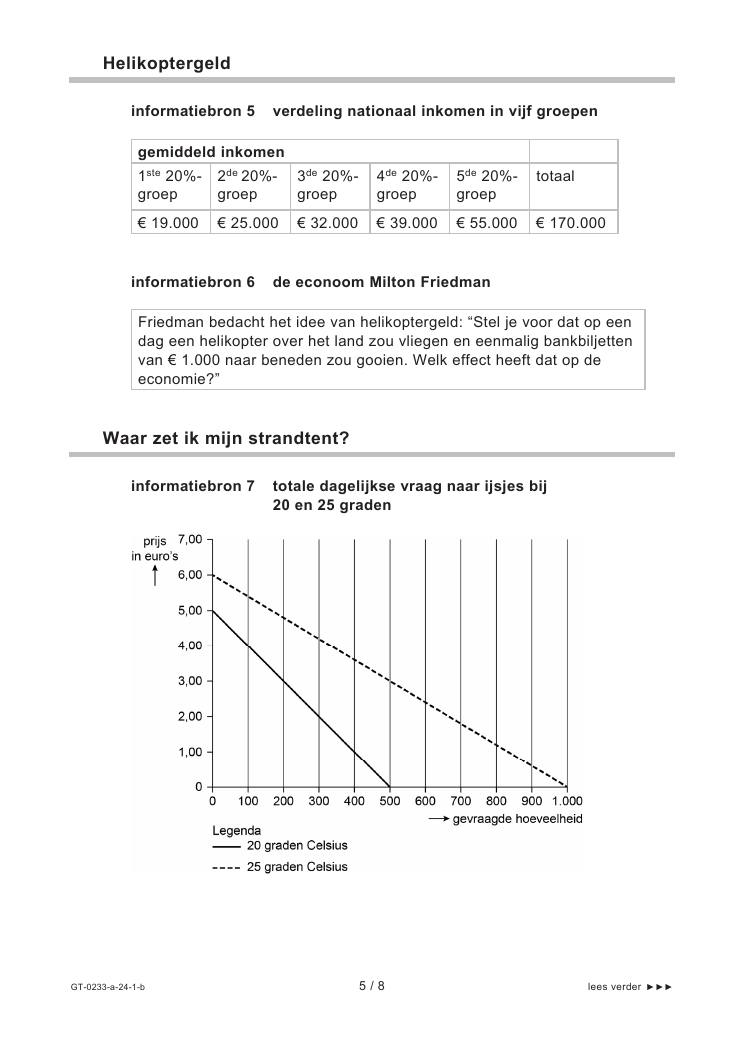 Helikoptergeld
informatiebron 5 verdeling nationaal inkomen in vijf groepen
gemiddeld inkomen
1ste 20%- 2de 20%- 3de 20%- 4de 20%- 5de 20%- totaal
groep groep groep groep groep
€ 19.000 € 25.000 € 32.000 € 39.000 € 55.000 € 170.000
informatiebron 6 de econoom Milton Friedman
Friedman bedacht het idee van helikoptergeld: “Stel je voor dat op een
dag een helikopter over het land zou vliegen en eenmalig bankbiljetten
van € 1.000 naar beneden zou gooien. Welk effect heeft dat op de
economie?”
Waar zet ik mijn strandtent?
informatiebron 7 totale dagelijkse vraag naar ijsjes bij
20 en 25 graden
prijs
in euro's
7,00
6,00
5,00
4,00
3,00
2,00
1,00
0
0 100 200 300 400 500 600 700 800 900 1.000
gevraagde hoeveelheid
Legenda
20 graden Celsius
25 graden Celsius
GT-0233-a-24-1-b 5 / 8 lees verder ►►►